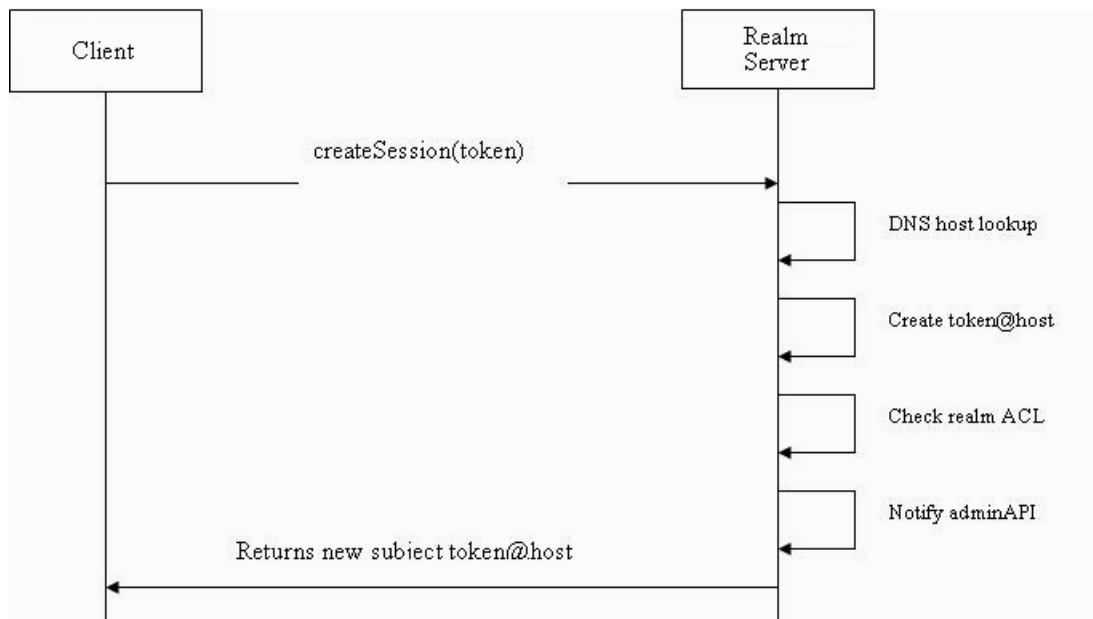 Client
Realm
Server
createSession(token)
DNS host lookup
Create token@host
Check realm ACL
Notify adminAPI
Returns new subiect token@host